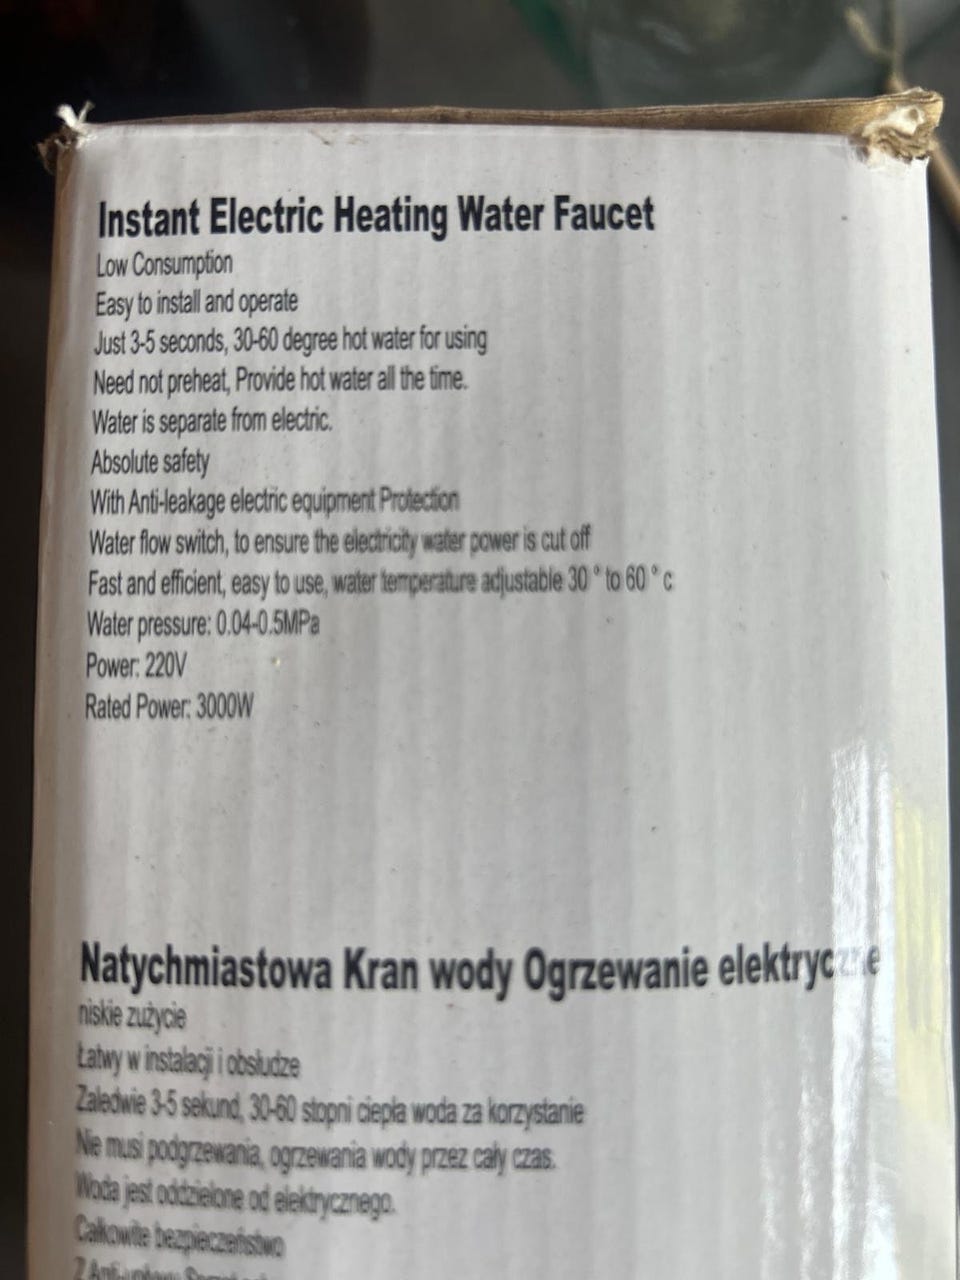 Instant Electric Heating Water Faucet
Low Consumption
Easy to install and operate
Just 3-5 seconds, 30-60 degree hot water for using
Need not preheat, Provide hot water all the time.
Water is separate from electric.
Absolute safety
With Anti-leakage electric equipment Protection
Water flow switch, to ensure the electricity water power is cut off
Fast and efficient, easy to use, water temperature adjustable 30 ° to 60 ° c
Water pressure: 0.04-0.5MPa
Power: 220V
Rated Power: 3000W
Natychmiastowa Kran wody Ogrzewanie elektryczne
niskie zużycie
Łatwy w instalacji i obsłudze
Zaledwie 3-5 sekund, 30-60 stopni ciepła woda za korzystanie
Nie musi podgrzewania, ogrzewania wody przez cały czas.
Woda jest oddzielone od elektrycznego.
Całkowite bezpieczeństwo